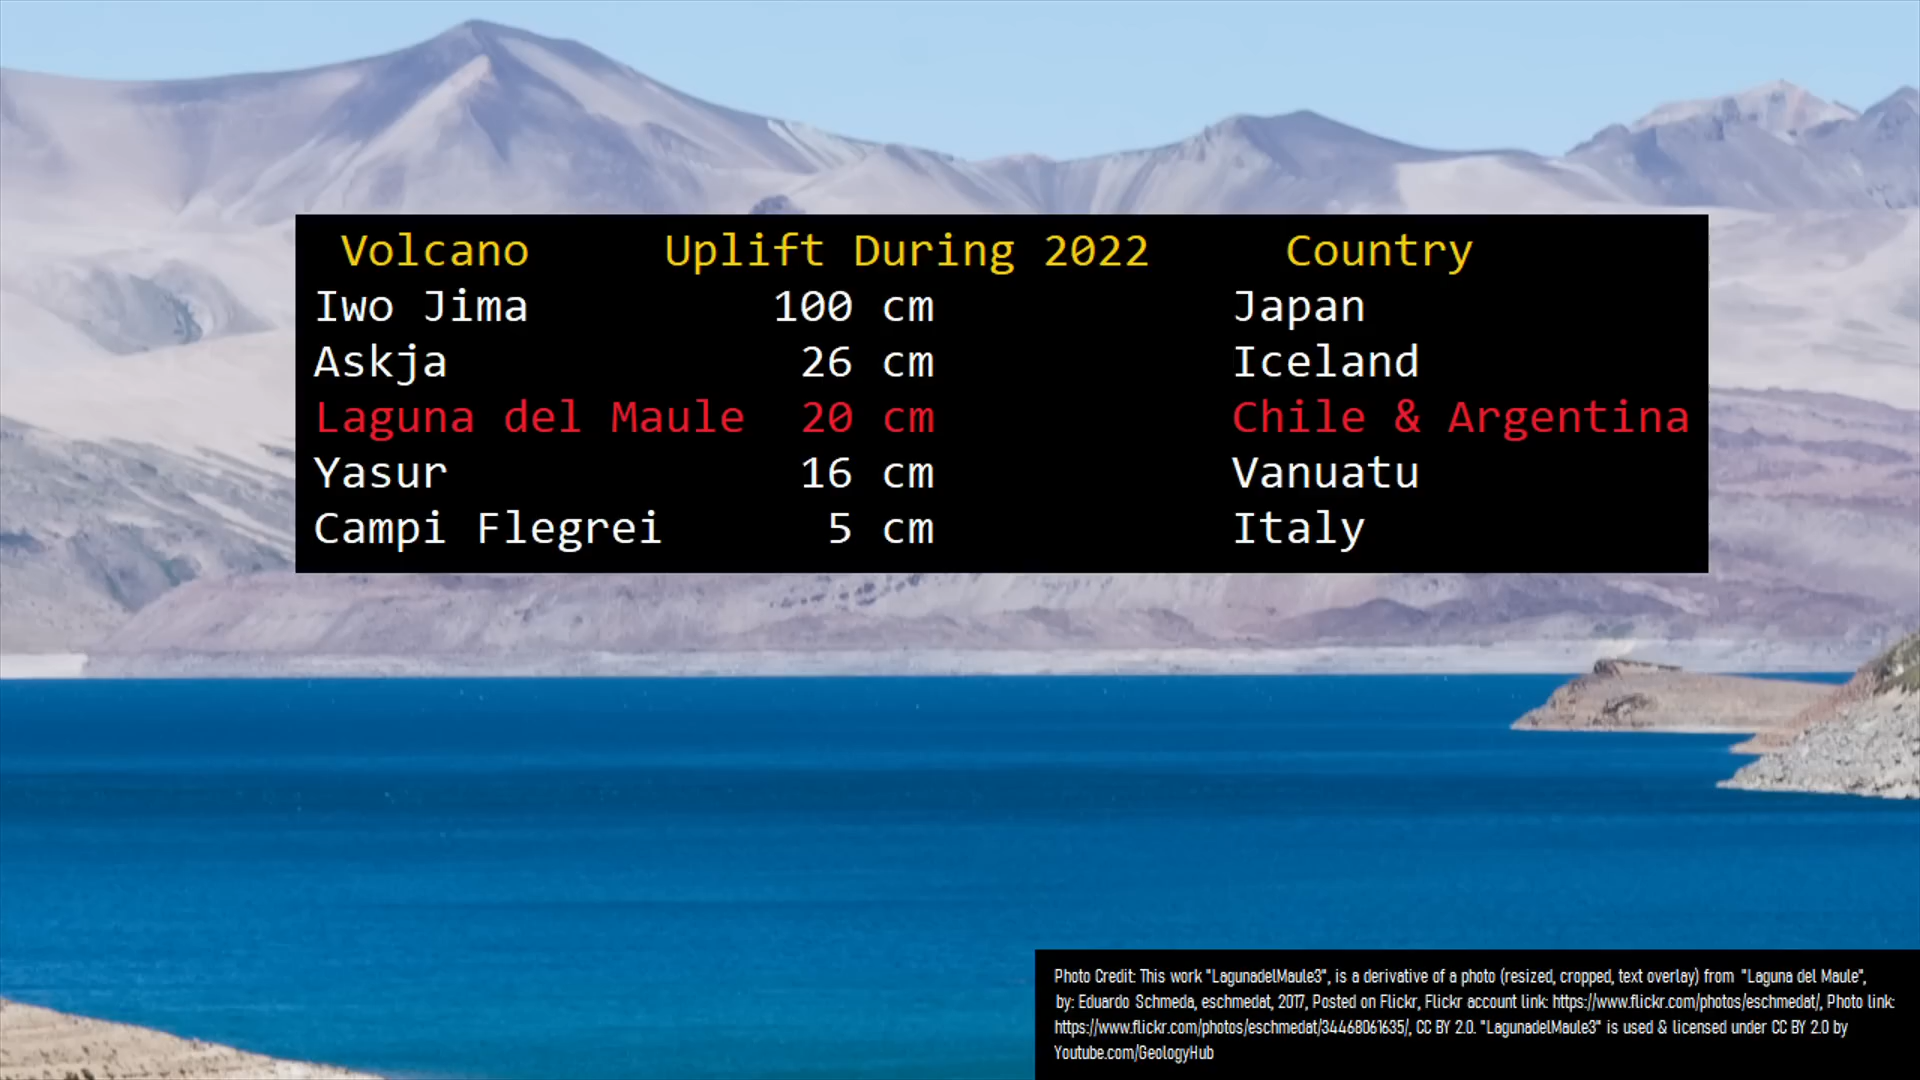 Volcano Uplift During 2022 Country
Iwo Jima 100 cm Japan
Askja 26 cm Iceland
Laguna del Maule 20 cm Chile & Argentina
Yasur 16 cm Vanuatu
Campi Flegrei 5 cm Italy
Photo Credit: This work "LagunadelMaule3", is a derivative of a photo (resized, cropped, text overlay) from "Laguna del Maule",
by: Eduardo Schmeda, eschmedat, 2017, Posted on Flickr, Flickr account link: https://www.flickr.com/photos/eschmedat/, Photo link:
https://www.flickr.com/photos/eschmedat/34468061635/, CC BY 2.0. "LagunadelMaule3" is used & licensed under CC BY 2.0 by
Youtube.com/GeologyHub